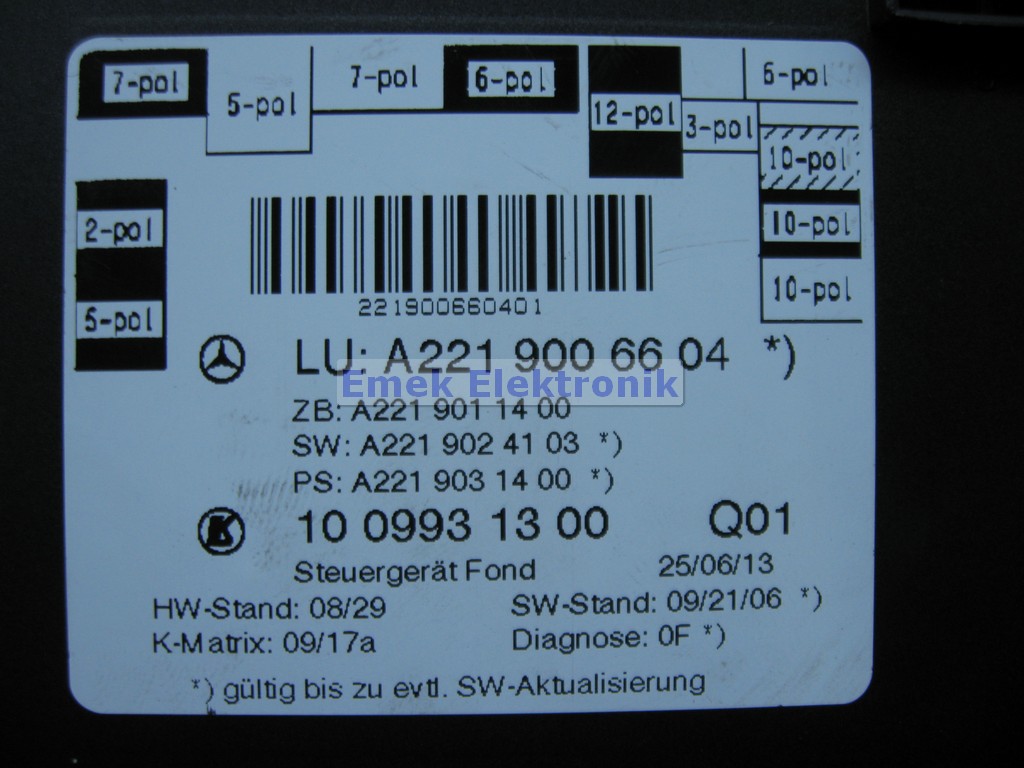 7-pol
5-pol
7-pol
6-pol
12-pol
3-pol
6-pol
10-pol
10-pol
10-pol
2-pol
5-pol
221900660401
LU: A221 900 66 04 *)
Emek Elektronik
ZB: A221 901 14 00
SW: A221 902 41 03 *)
PS: A221 903 14 00 *)
K 10 0993 13 00 Q01
Steuergerät Fond 25/06/13
HW-Stand: 08/29 SW-Stand: 09/21/06 *)
K-Matrix: 09/17a Diagnose: 0F *)
*) gültig bis zu evtl. SW-Aktualisierung